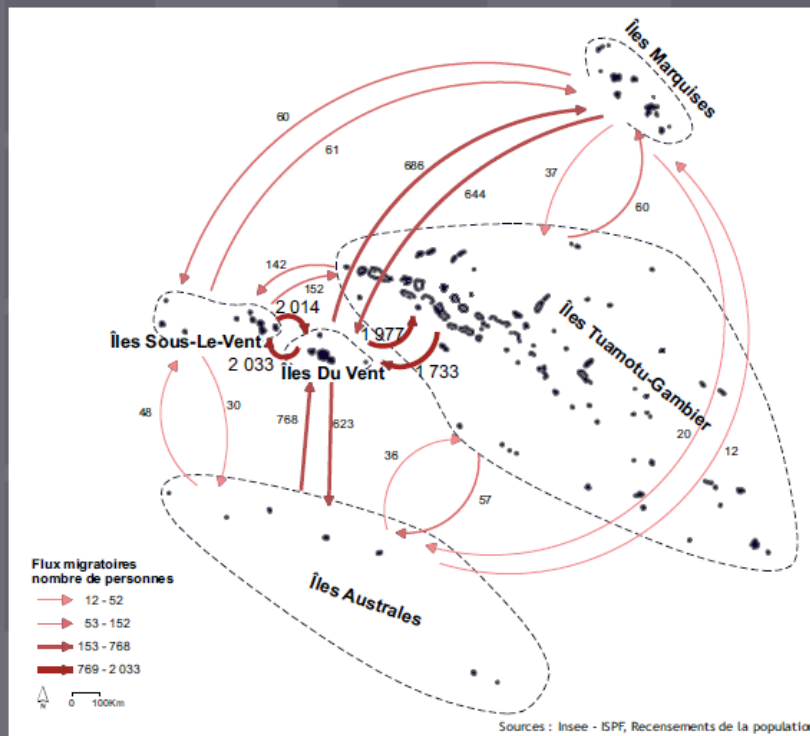 Îles Marquises
60
61
686
644
37
60
142
152
2 014
Îles Sous-Le-Vent
2 033
Îles Du Vent
1 977
1 733
Îles Tuamotu-Gambier
48
30
768
623
36
57
20
12
Îles Australes
Flux migratoires
nombre de personnes
12 - 52
53 - 152
153 - 768
769 - 2 033
N
0 100Km
Sources : Insee - ISPF, Recensements de la population